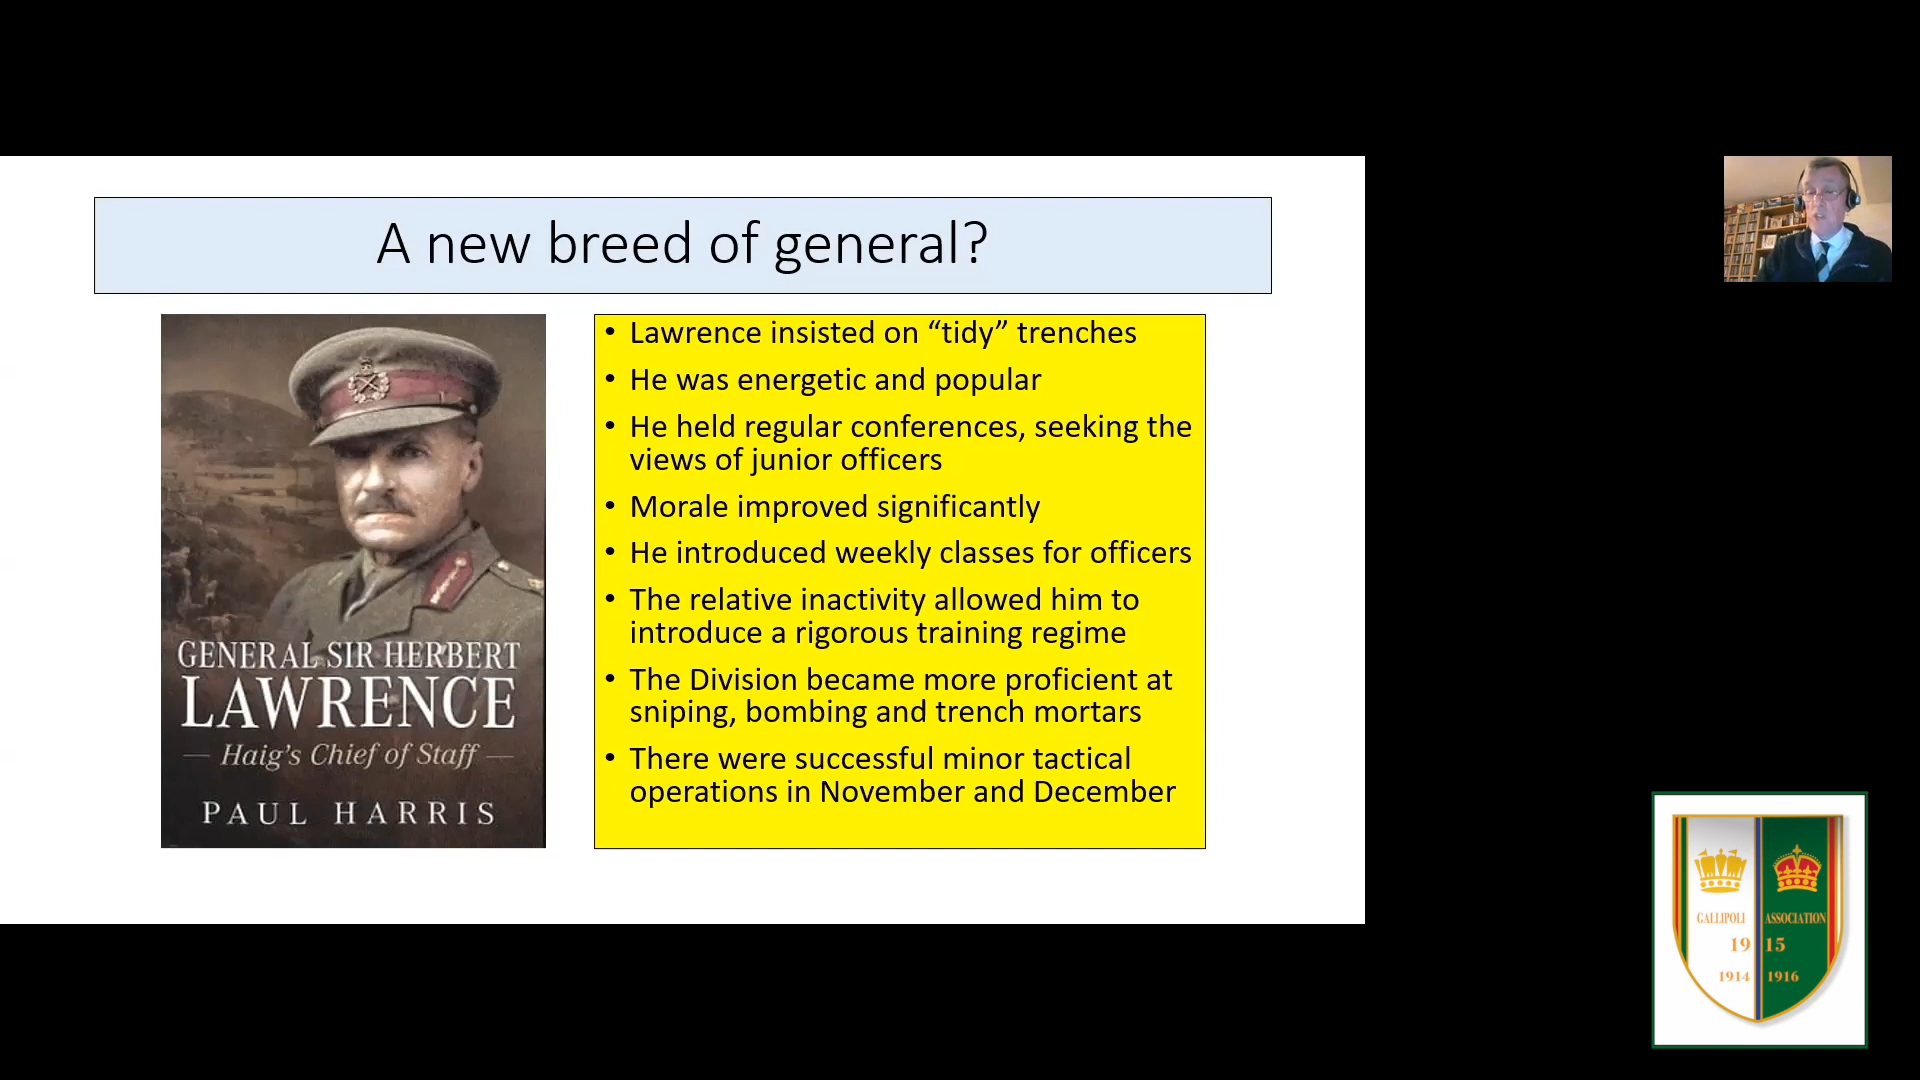 A new breed of general?
GENERAL SIR HERBERT
LAWRENCE
— Haig's Chief of Staff —
PAUL HARRIS
• Lawrence insisted on “tidy” trenches
• He was energetic and popular
• He held regular conferences, seeking the
views of junior officers
• Morale improved significantly
• He introduced weekly classes for officers
• The relative inactivity allowed him to
introduce a rigorous training regime
• The Division became more proficient at
sniping, bombing and trench mortars
• There were successful minor tactical
operations in November and December
GALLIPOLI ASSOCIATION
19 15
1914 1916